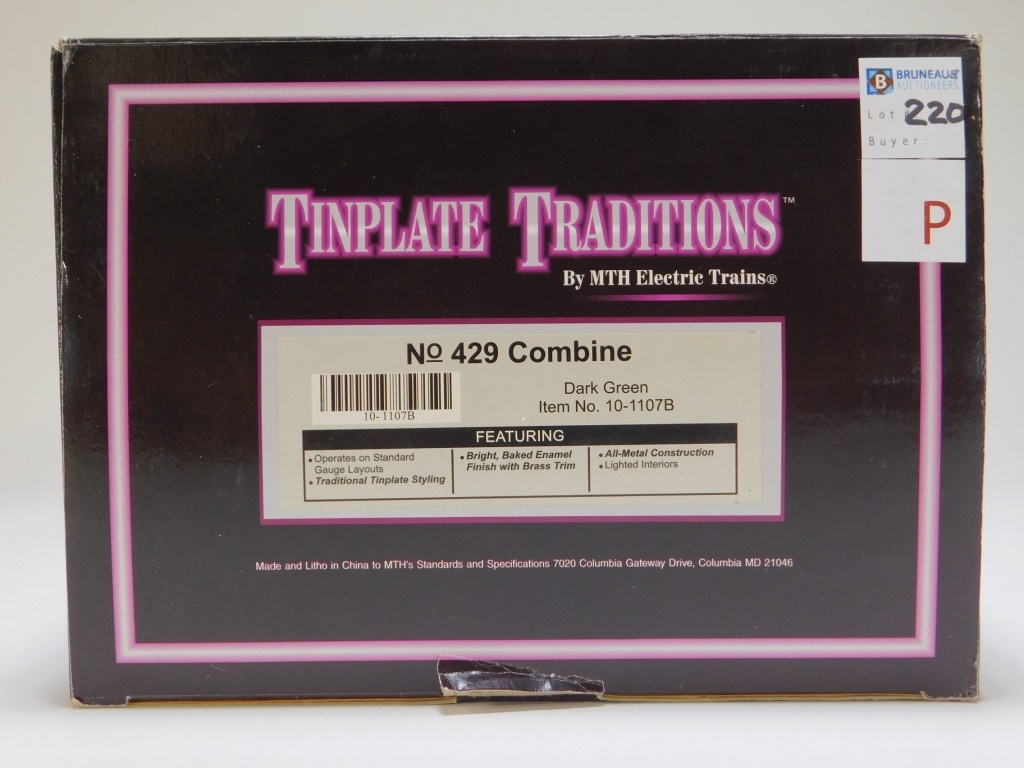 BRUNEAU &
AUCTIONEERS
Lot # 220
Buyer:
P
TINPLATE TRADITIONS™
By MTH Electric Trains®
No 429 Combine
10-1107B
Dark Green
Item No. 10-1107B
FEATURING
• Operates on Standard
Gauge Layouts
• Traditional Tinplate Styling
• Bright, Baked Enamel
Finish with Brass Trim
• All-Metal Construction
• Lighted Interiors
Made and Litho in China to MTH's Standards and Specifications 7020 Columbia Gateway Drive, Columbia MD 21046